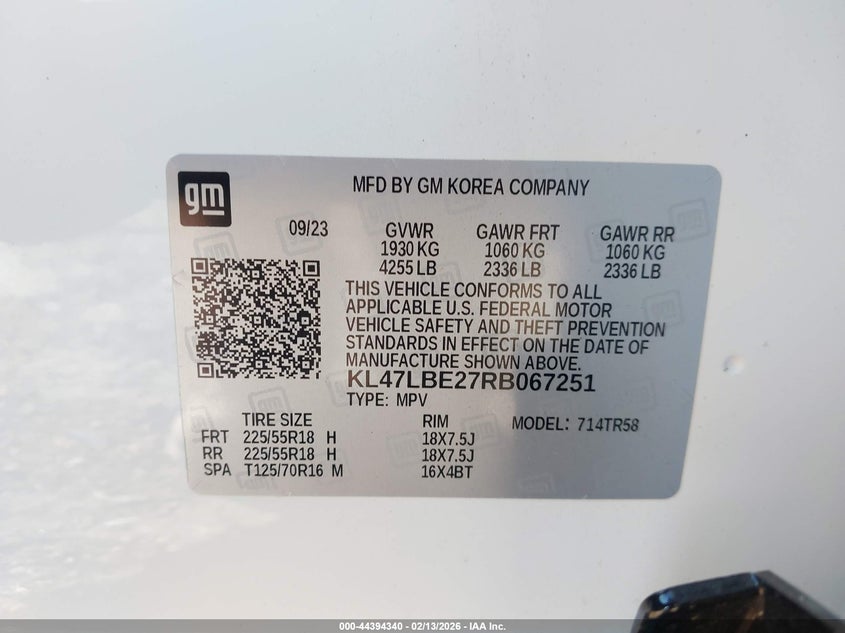 gm
MFD BY GM KOREA COMPANY
09/23 GVWR GAWR FRT GAWR RR
1930 KG 1060 KG 1060 KG
4255 LB 2336 LB 2336 LB
THIS VEHICLE CONFORMS TO ALL
APPLICABLE U.S. FEDERAL MOTOR
VEHICLE SAFETY AND THEFT PREVENTION
STANDARDS IN EFFECT ON THE DATE OF
MANUFACTURE SHOWN ABOVE.
KL47LBE27RB067251
TYPE: MPV
TIRE SIZE RIM MODEL: 714TR58
FRT 225/55R18 H 18X7.5J
RR 225/55R18 H 18X7.5J
SPA T125/70R16 M 16X4BT
000-44394340 - 02/13/2026 - IAA Inc.